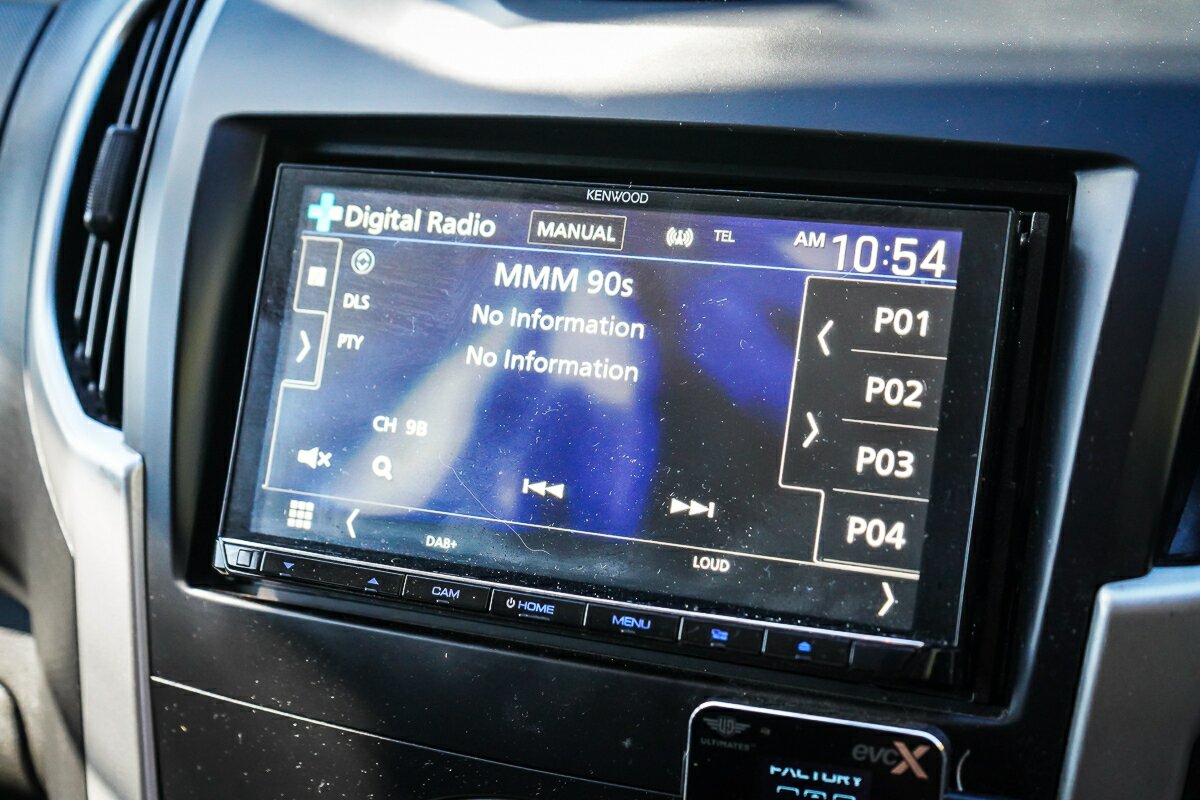 KENWOOD
Digital Radio MANUAL TEL AM 10:54
MMM 90s
No Information
No Information
DLS
PTY
CH 9B
P01
P02
P03
P04
DAB+
LOUD
CAM HOME MENU
ULTIMATE9
evcX
FACTORY